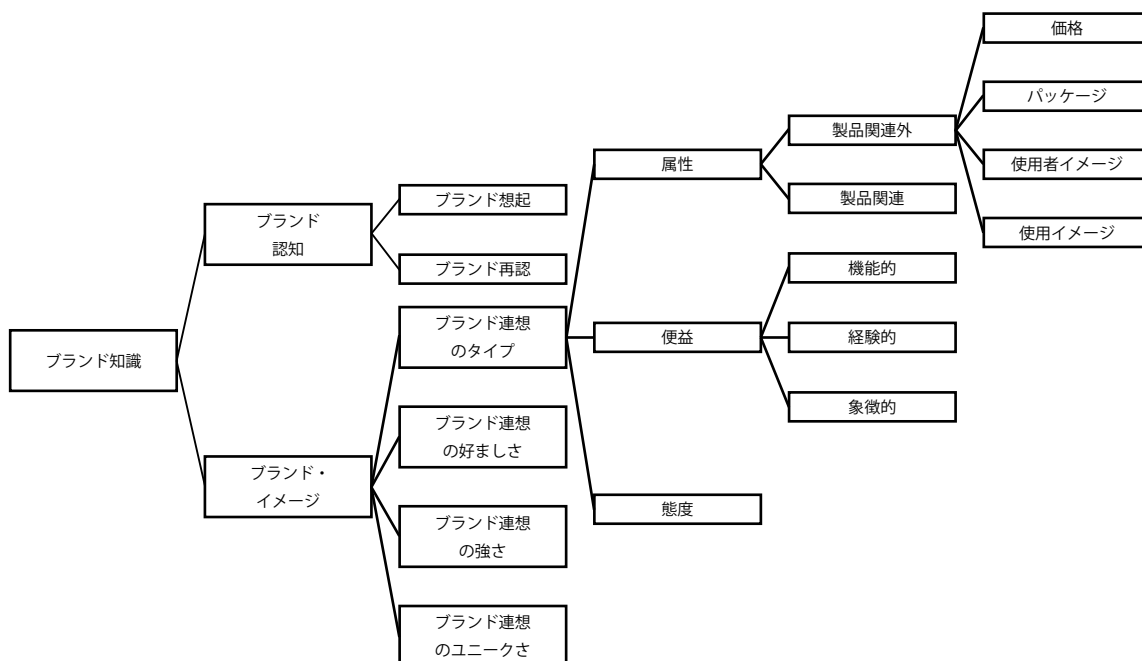 ブランド知識
ブランド
認知
ブランド・
イメージ
ブランド想起
ブランド再認
ブランド連想
のタイプ
ブランド連想
の好ましさ
ブランド連想
の強さ
ブランド連想
のユニークさ
属性
便益
態度
製品関連外
製品関連
機能的
経験的
象徴的
価格
パッケージ
使用者イメージ
使用イメージ